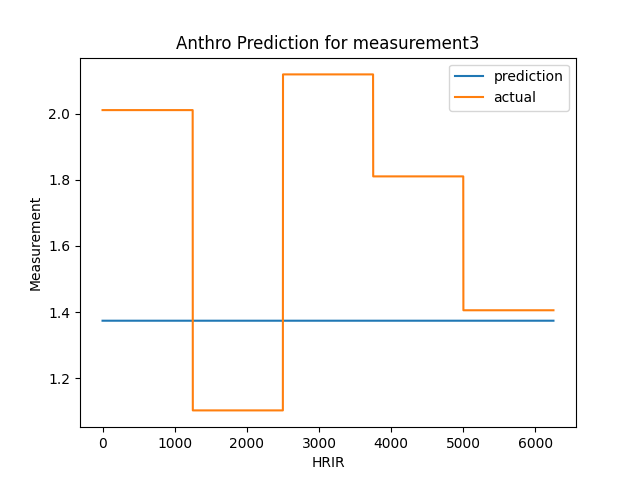 Anthro Prediction for measurement3
prediction
actual
Measurement
2.0
1.8
1.6
1.4
1.2
0
1000
2000
3000
4000
5000
6000
HRIR